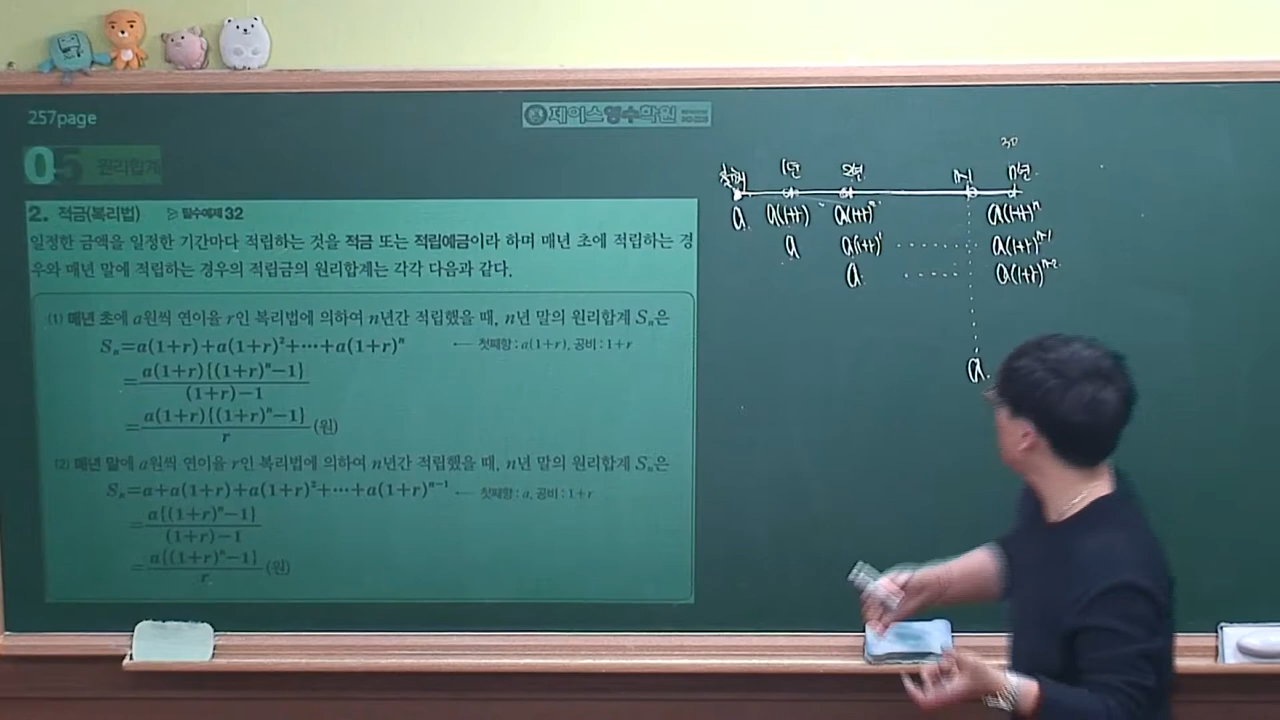 257page
제이스영수학원
05 원리합계
2. 적금(복리법) ≫ 필수예제 32
일정한 금액을 일정한 기간마다 적립하는 것을 적금 또는 적립예금이라 하며 매년 초에 적립하는 경
우와 매년 말에 적립하는 경우의 적립금의 원리합계는 각각 다음과 같다.
(1) 매년 초에 a원씩 연이율 r인 복리법에 의하여 n년간 적립했을 때, n년 말의 원리합계 Sₙ은
Sₙ=a(1+r)+a(1+r)²+⋯+a(1+r)ⁿ ← 첫째항 : a(1+r), 공비 : 1+r
=a(1+r){(1+r)ⁿ−1}/(1+r)−1
=a(1+r){(1+r)ⁿ−1}/r (원)
(2) 매년 말에 a원씩 연이율 r인 복리법에 의하여 n년간 적립했을 때, n년 말의 원리합계 Sₙ은
Sₙ=a+a(1+r)+a(1+r)²+⋯+a(1+r)ⁿ⁻¹ ← 첫째항 : a, 공비 : 1+r
=a{(1+r)ⁿ−1}/(1+r)−1
=a{(1+r)ⁿ−1}/r (원)
1년 2년 n-1 n년
a a(1+r) a(1+r)² a(1+r)ⁿ
a a(1+r)¹ ⋯⋯ a(1+r)ⁿ⁻¹
a ⋯⋯ a(1+r)ⁿ⁻²
a